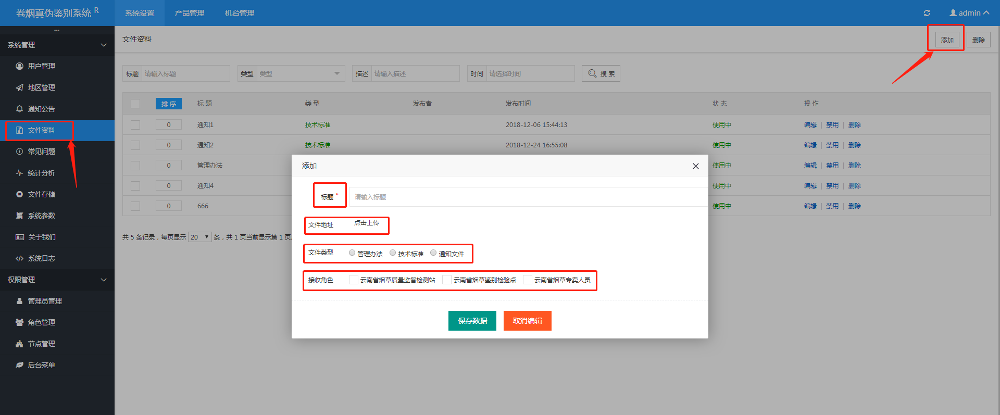 卷烟真伪鉴别系统 R
系统设置 产品管理 机台管理
admin
系统管理
用户管理
地区管理
通知公告
文件资料
常见问题
统计分析
文件存储
系统参数
关于我们
系统日志
权限管理
管理员管理
角色管理
节点管理
后台菜单
文件资料 添加 删除
标题 请输入标题 类型 类型 描述 请输入描述 时间 请选择时间 搜 索
排 序 标 题 类 型 发布者 发布时间 状 态 操 作
0 通知1 技术标准 2018-12-06 15:44:13 使用中 编辑 | 禁用 | 删除
0 通知2 技术标准 2018-12-24 16:55:08 使用中 编辑 | 禁用 | 删除
0 管理办法 使用中 编辑 | 禁用 | 删除
0 通知4 使用中 编辑 | 禁用 | 删除
0 666 使用中 编辑 | 禁用 | 删除
共 5 条记录，每页显示 20 条，共 1 页当前显示第 1 页
添加
标题 * 请输入标题
文件地址 点击上传
文件类型 管理办法 技术标准 通知文件
接收角色 云南省烟草质量监督检测站 云南省烟草鉴别检验点 云南省烟草专卖人员
保存数据 取消编辑